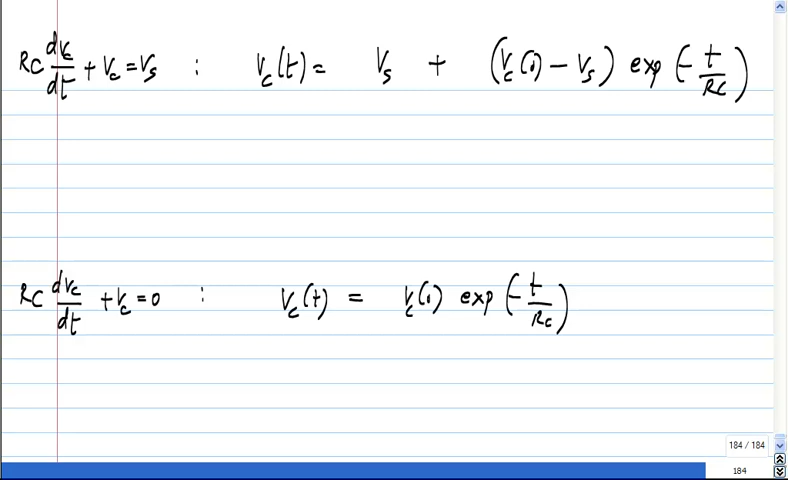 RC dVc/dt + Vc = Vs : Vc(t) = Vs + (Vc(0) - Vs) exp(-t/RC)
RC dVc/dt + Vc = 0 : Vc(t) = Vc(0) exp(-t/RC)
184 / 184
184